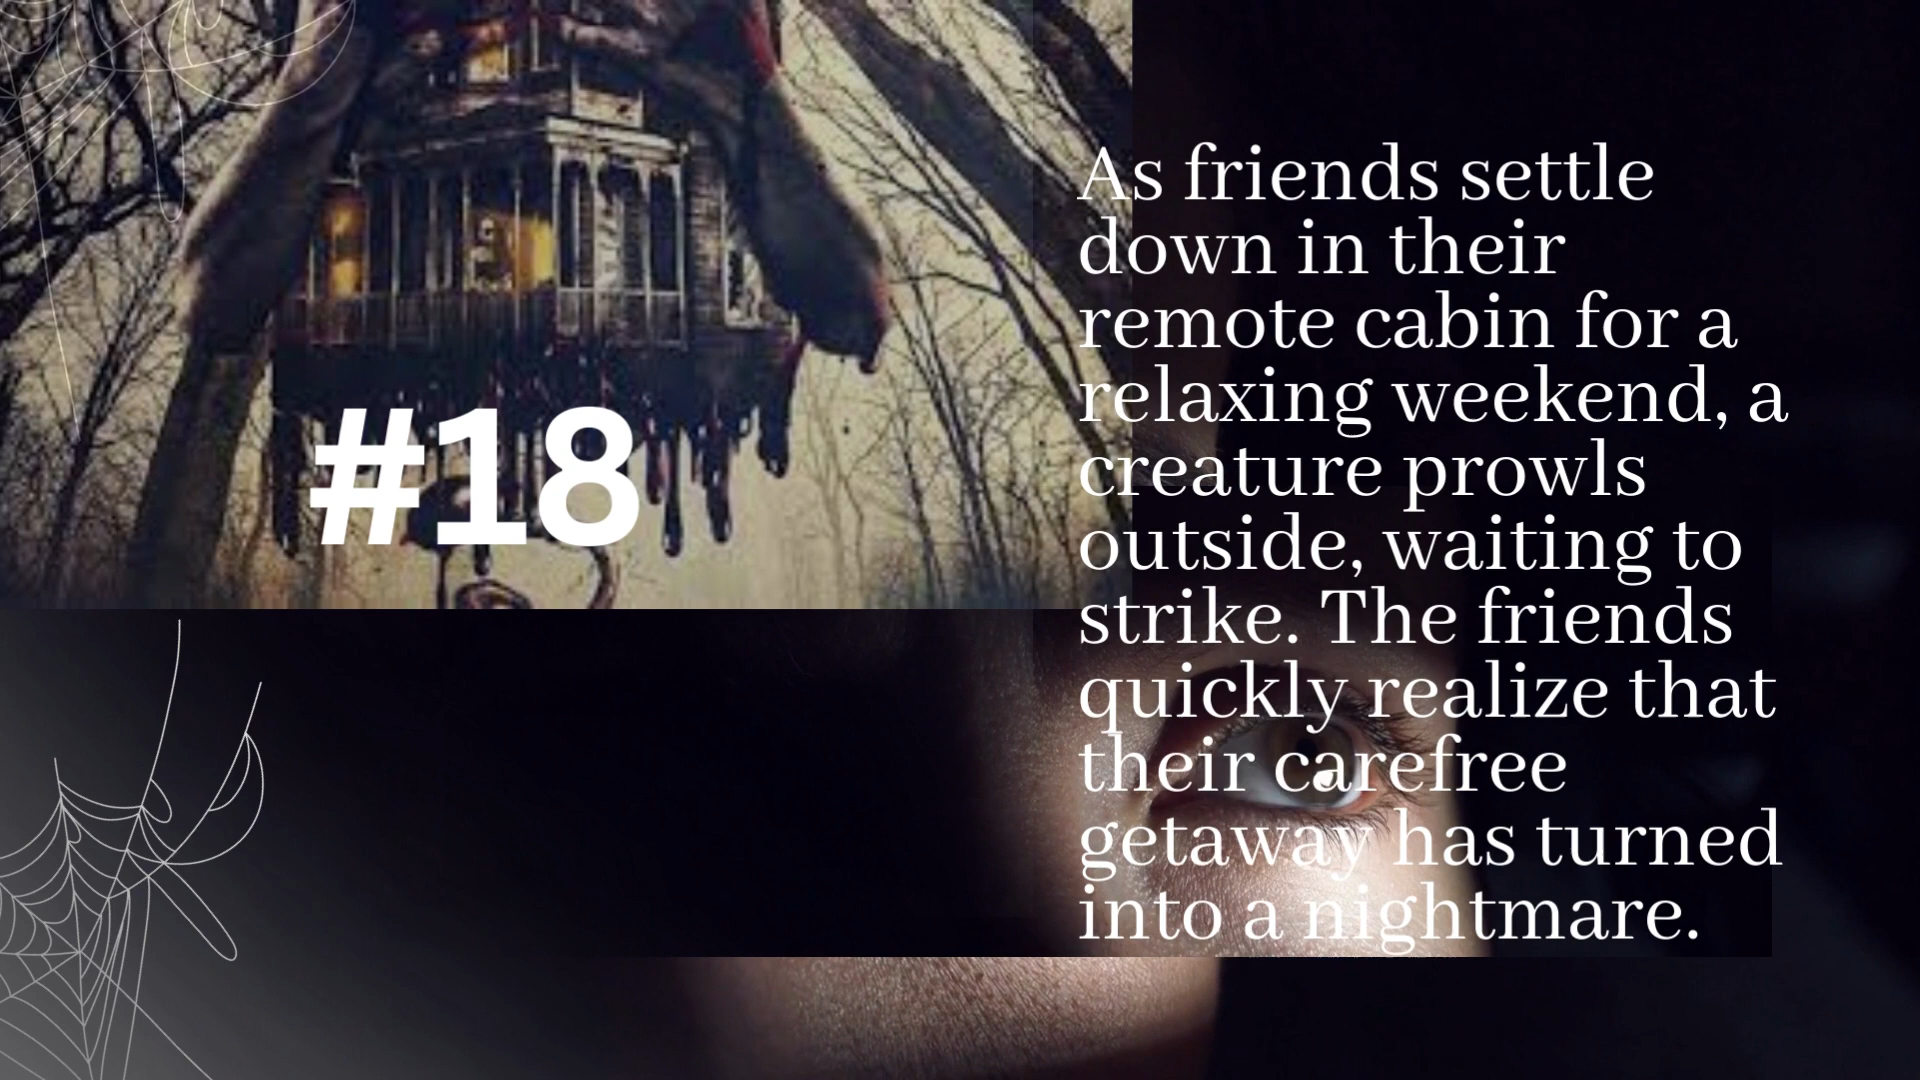 #18
As friends settle
down in their
remote cabin for a
relaxing weekend, a
creature prowls
outside, waiting to
strike. The friends
quickly realize that
their carefree
getaway has turned
into a nightmare.